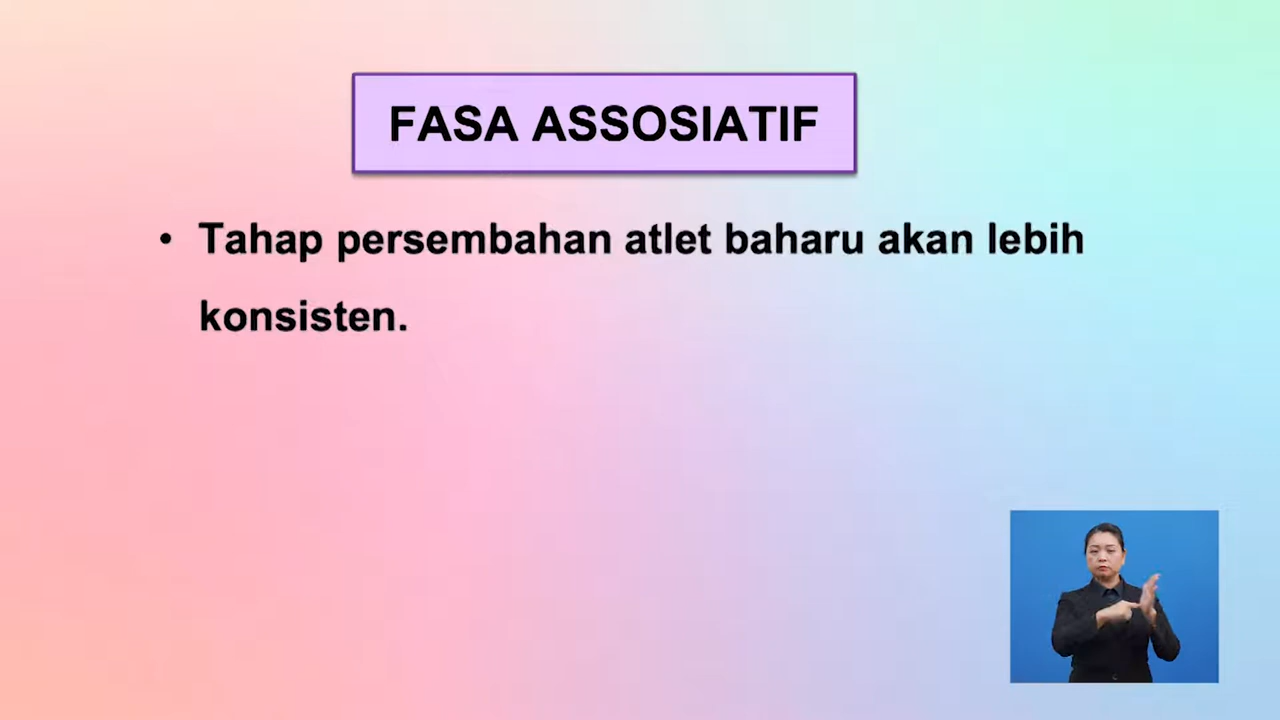 FASA ASSOSIATIF
• Tahap persembahan atlet baharu akan lebih
konsisten.